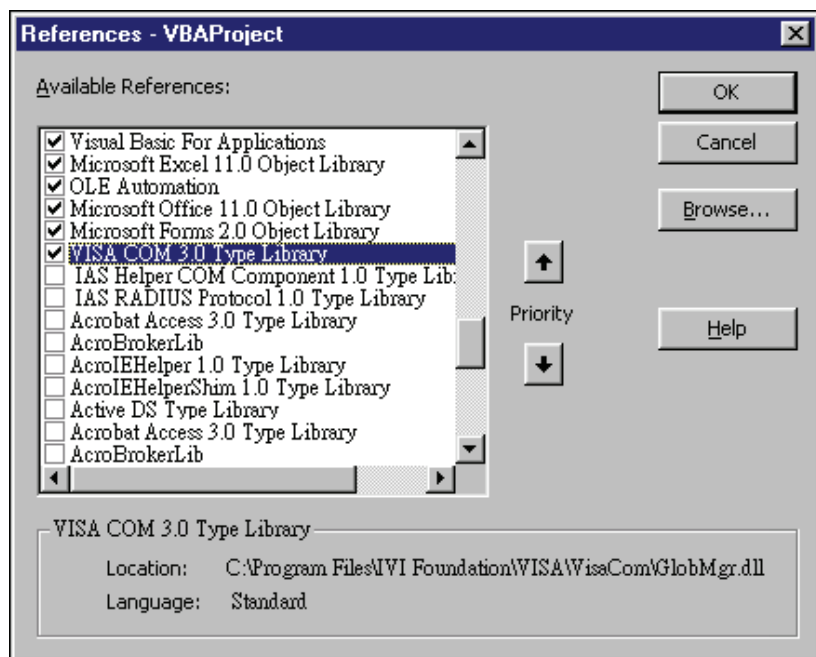 References - VBAProject
Available References:
Visual Basic For Applications
Microsoft Excel 11.0 Object Library
OLE Automation
Microsoft Office 11.0 Object Library
Microsoft Forms 2.0 Object Library
VISA COM 3.0 Type Library
IAS Helper COM Component 1.0 Type Lib
IAS RADIUS Protocol 1.0 Type Library
Acrobat Access 3.0 Type Library
AcroBrokerLib
AcroIEHelper 1.0 Type Library
AcroIEHelperShim 1.0 Type Library
Active DS Type Library
Acrobat Access 3.0 Type Library
AcroBrokerLib
Priority
OK
Cancel
Browse...
Help
VISA COM 3.0 Type Library
Location: C:\Program Files\IVI Foundation\VISA\VisaCom\GlobMgr.dll
Language: Standard